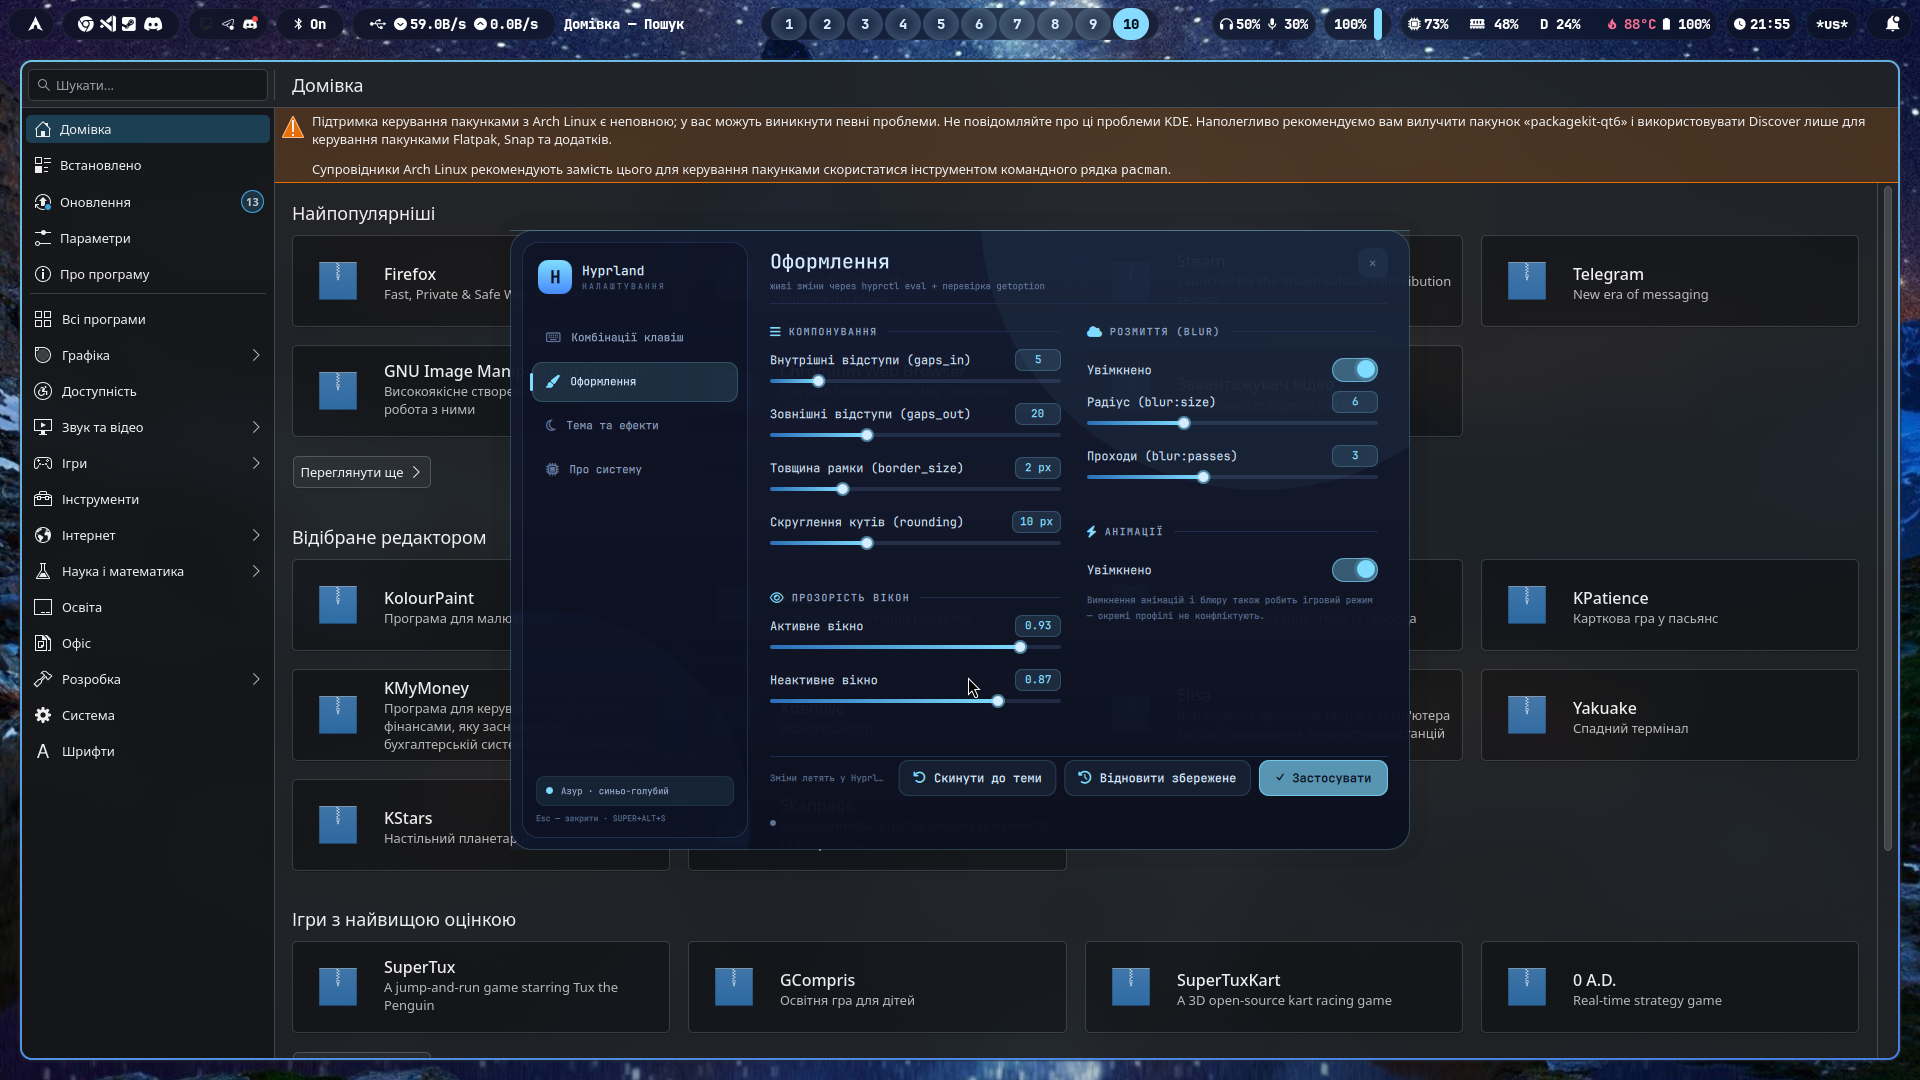 On
59.0B/s 0.0B/s
Домівка — Пошук
1 2 3 4 5 6 7 8 9 10
50% 30%
100%
73% 48% D 24% 88°C 100%
21:55
*us*
Шукати...
Домівка
Встановлено
Оновлення 13
Параметри
Про програму
Всі програми
Графіка
Доступність
Звук та відео
Ігри
Інструменти
Інтернет
Наука і математика
Освіта
Офіс
Розробка
Система
Шрифти
Домівка
Підтримка керування пакунками з Arch Linux є неповною; у вас можуть виникнути певні проблеми. Не повідомляйте про ці проблеми KDE. Наполегливо рекомендуємо вам вилучити пакунок «packagekit-qt6» і використовувати Discover лише для
керування пакунками Flatpak, Snap та додатків.
Супровідники Arch Linux рекомендують замість цього для керування пакунками скористатися інструментом командного рядка pacman.
Найпопулярніші
Firefox
Fast, Private & Safe W
Steam
Telegram
New era of messaging
GNU Image Man
Високоякісне створе
робота з ними
Завантажувач відео
Переглянути ще
Відібране редактором
KolourPaint
Програма для малю
KPatience
Карткова гра у пасьянс
KMyMoney
Програма для керув
фінансами, яку засн
бухгалтерській систе
Elisa
Yakuake
Спадний термінал
KStars
Настільний планетар
Skanpage
Ігри з найвищою оцінкою
SuperTux
A jump-and-run game starring Tux the
Penguin
GCompris
Освітня гра для дітей
SuperTuxKart
A 3D open-source kart racing game
0 A.D.
Real-time strategy game
H
Hyprland
НАЛАШТУВАННЯ
Комбінації клавіш
Оформлення
Тема та ефекти
Про систему
Азур · синьо-голубий
Esc — закрити · SUPER+ALT+S
Оформлення
живі зміни через hyprctl eval + перевірка getoption
×
КОМПОНУВАННЯ
Внутрішні відступи (gaps_in) 5
Зовнішні відступи (gaps_out) 20
Товщина рамки (border_size) 2 px
Скруглення кутів (rounding) 10 px
ПРОЗОРІСТЬ ВІКОН
Активне вікно 0.93
Неактивне вікно 0.87
РОЗМИТТЯ (BLUR)
Увімкнено
Радіус (blur:size) 6
Проходи (blur:passes) 3
АНІМАЦІЇ
Увімкнено
Вимкнення анімацій і блюру також робить ігровий режим
— окремі профілі не конфліктують.
Зміни летять у Hyprl…
Скинути до теми
Відновити збережене
Застосувати